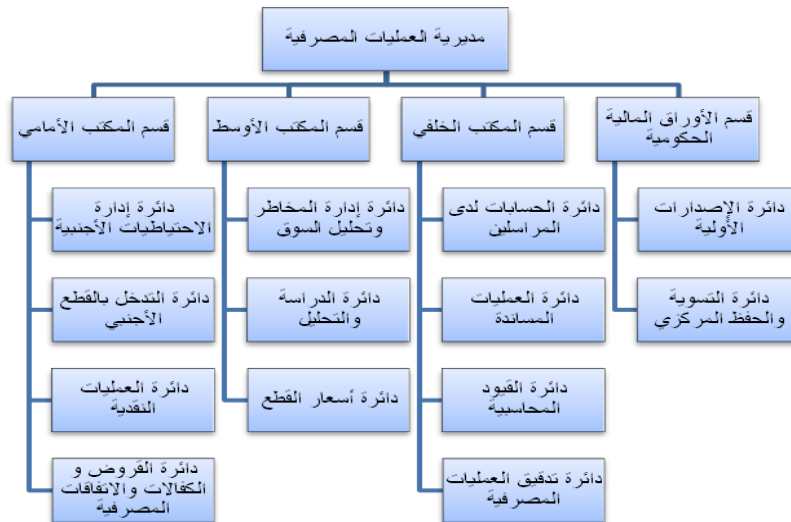 مديرية العمليات المصرفية
قسم الأوراق المالية
الحكومية
قسم المكتب الخلفي
قسم المكتب الأوسط
قسم المكتب الأمامي
دائرة الإصدارات
الأولية
دائرة التسوية
والحفظ المركزي
دائرة الحسابات لدى
المراسلين
دائرة العمليات
المساندة
دائرة القيود
المحاسبية
دائرة تدقيق العمليات
المصرفية
دائرة إدارة المخاطر
وتحليل السوق
دائرة الدراسة
والتحليل
دائرة أسعار القطع
دائرة إدارة
الاحتياطيات الأجنبية
دائرة التدخل بالقطع
الأجنبي
دائرة العمليات
النقدية
دائرة القروض و
الكفالات والاتفاقات
المصرفية